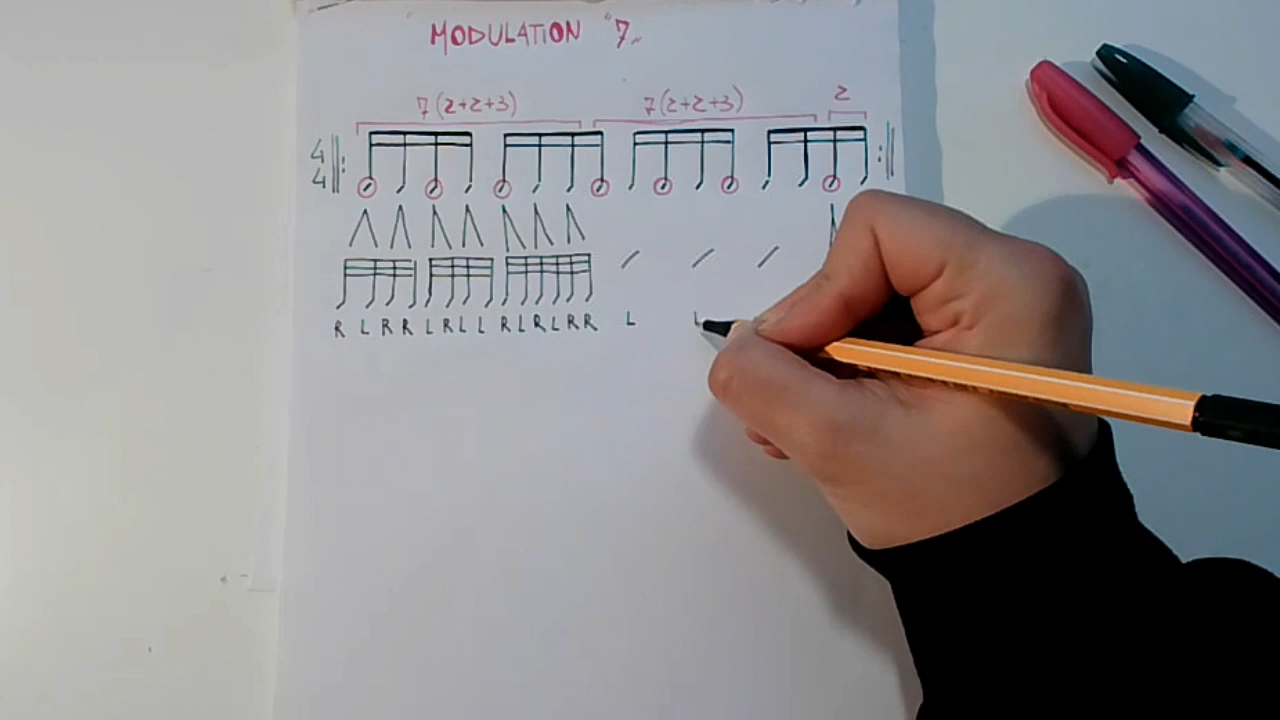 MODULATION "7"
7(2+2+3) 7(2+2+3) 2
4
4
R L R R L R L L R L R L R R L L